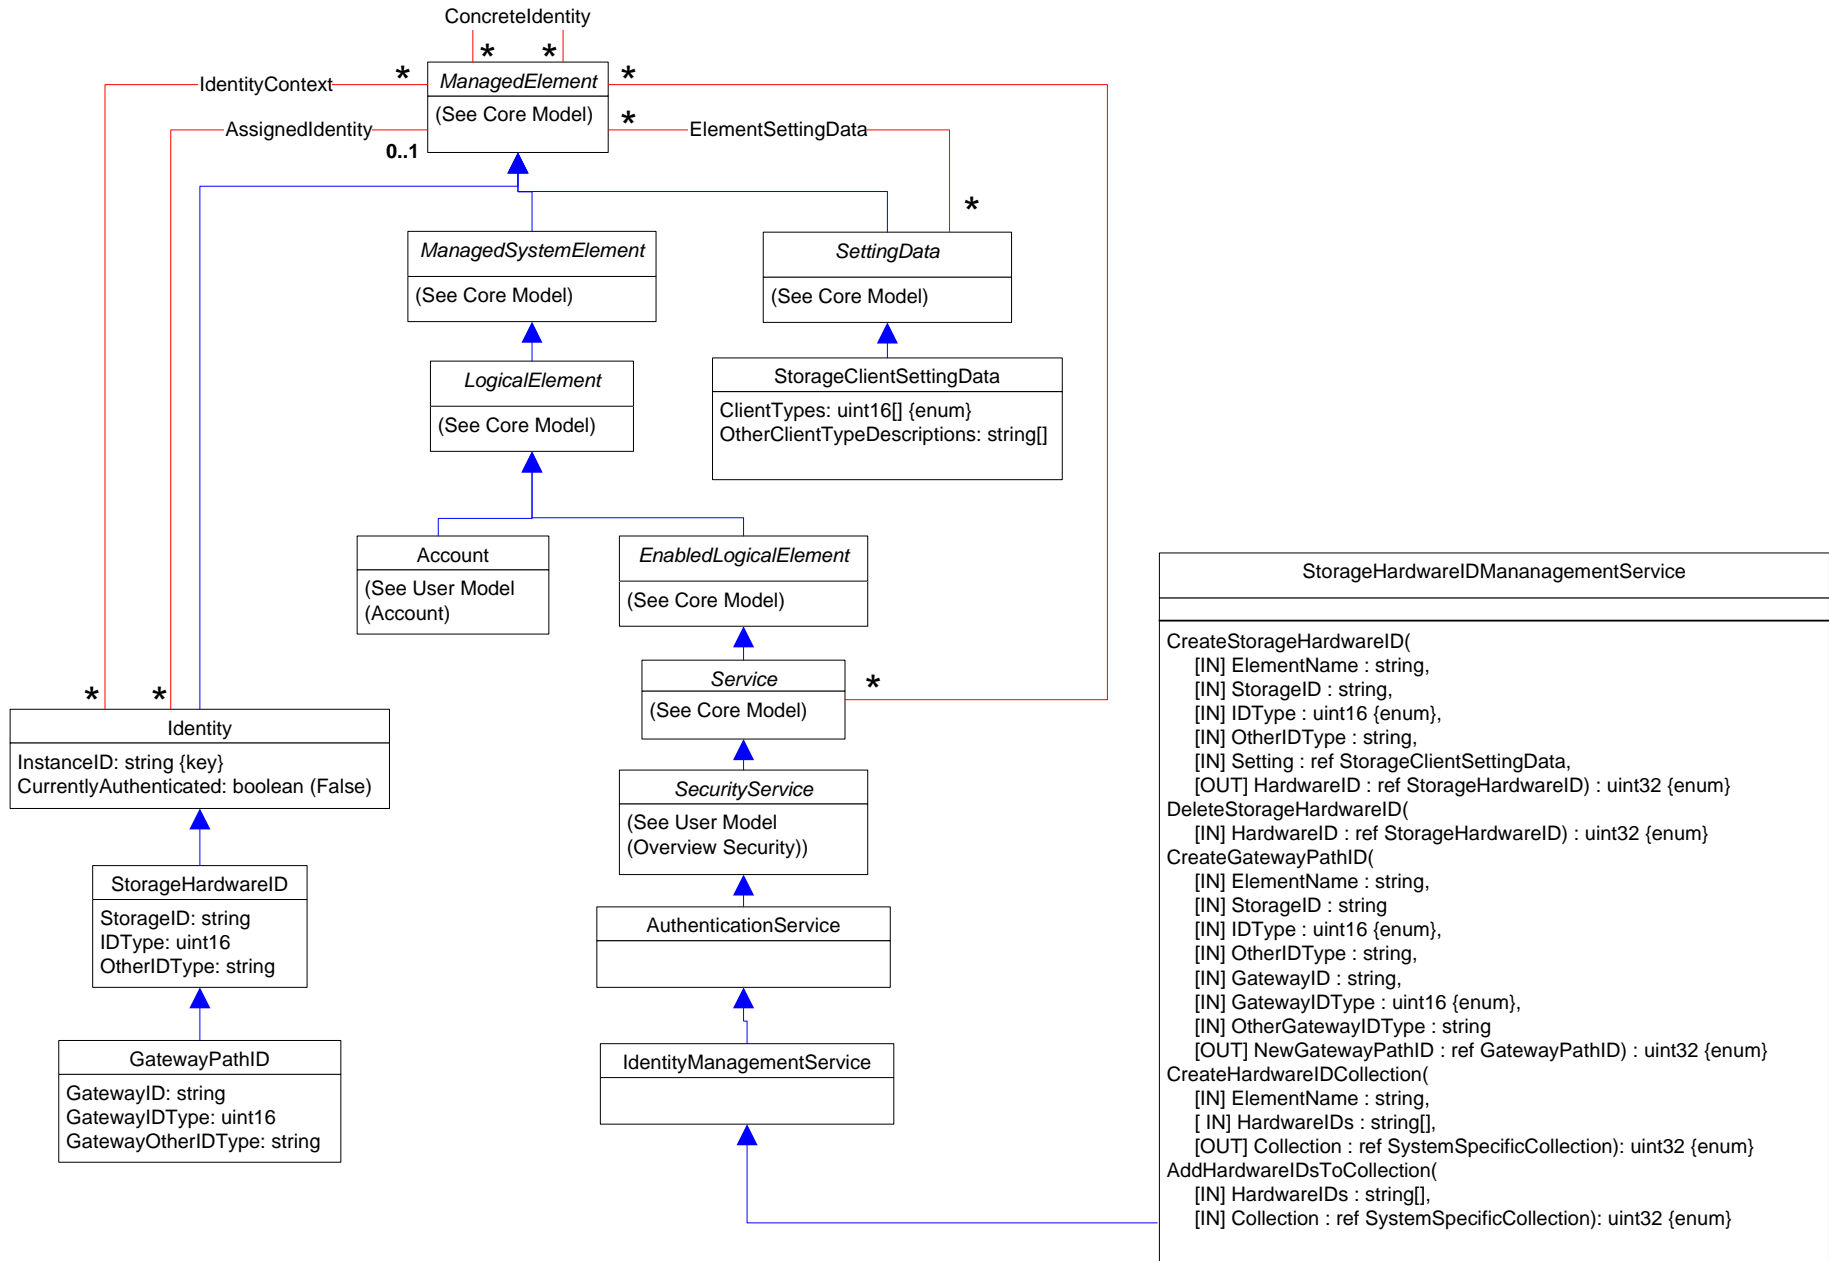 ConcreteIdentity
* *
IdentityContext
*
ManagedElement
*
(See Core Model)
AssignedIdentity
0..1
*
ElementSettingData
*
ManagedSystemElement
(See Core Model)
SettingData
(See Core Model)
LogicalElement
(See Core Model)
StorageClientSettingData
ClientTypes: uint16[] {enum}
OtherClientTypeDescriptions: string[]
Account
(See User Model
(Account)
EnabledLogicalElement
(See Core Model)
Service
(See Core Model)
*
* *
Identity
InstanceID: string {key}
CurrentlyAuthenticated: boolean (False)
SecurityService
(See User Model
(Overview Security))
StorageHardwareID
StorageID: string
IDType: uint16
OtherIDType: string
AuthenticationService
GatewayPathID
GatewayID: string
GatewayIDType: uint16
GatewayOtherIDType: string
IdentityManagementService
StorageHardwareIDMananagementService
CreateStorageHardwareID(
[IN] ElementName : string,
[IN] StorageID : string,
[IN] IDType : uint16 {enum},
[IN] OtherIDType : string,
[IN] Setting : ref StorageClientSettingData,
[OUT] HardwareID : ref StorageHardwareID) : uint32 {enum}
DeleteStorageHardwareID(
[IN] HardwareID : ref StorageHardwareID) : uint32 {enum}
CreateGatewayPathID(
[IN] ElementName : string,
[IN] StorageID : string
[IN] IDType : uint16 {enum},
[IN] OtherIDType : string,
[IN] GatewayID : string,
[IN] GatewayIDType : uint16 {enum},
[IN] OtherGatewayIDType : string
[OUT] NewGatewayPathID : ref GatewayPathID) : uint32 {enum}
CreateHardwareIDCollection(
[IN] ElementName : string,
[ IN] HardwareIDs : string[],
[OUT] Collection : ref SystemSpecificCollection): uint32 {enum}
AddHardwareIDsToCollection(
[IN] HardwareIDs : string[],
[IN] Collection : ref SystemSpecificCollection): uint32 {enum}